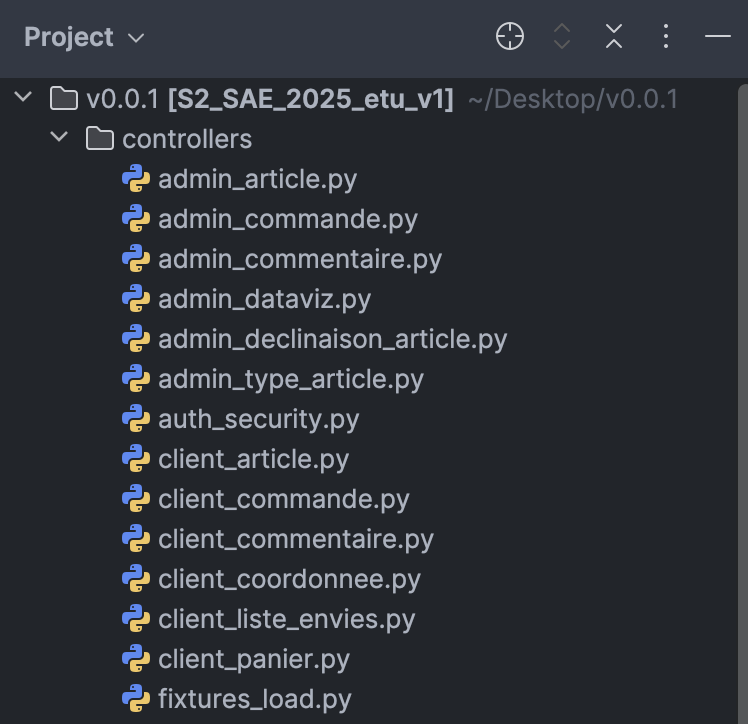 Project
v0.0.1 [S2_SAE_2025_etu_v1] ~/Desktop/v0.0.1
controllers
admin_article.py
admin_commande.py
admin_commentaire.py
admin_dataviz.py
admin_declinaison_article.py
admin_type_article.py
auth_security.py
client_article.py
client_commande.py
client_commentaire.py
client_coordonnee.py
client_liste_envies.py
client_panier.py
fixtures_load.py